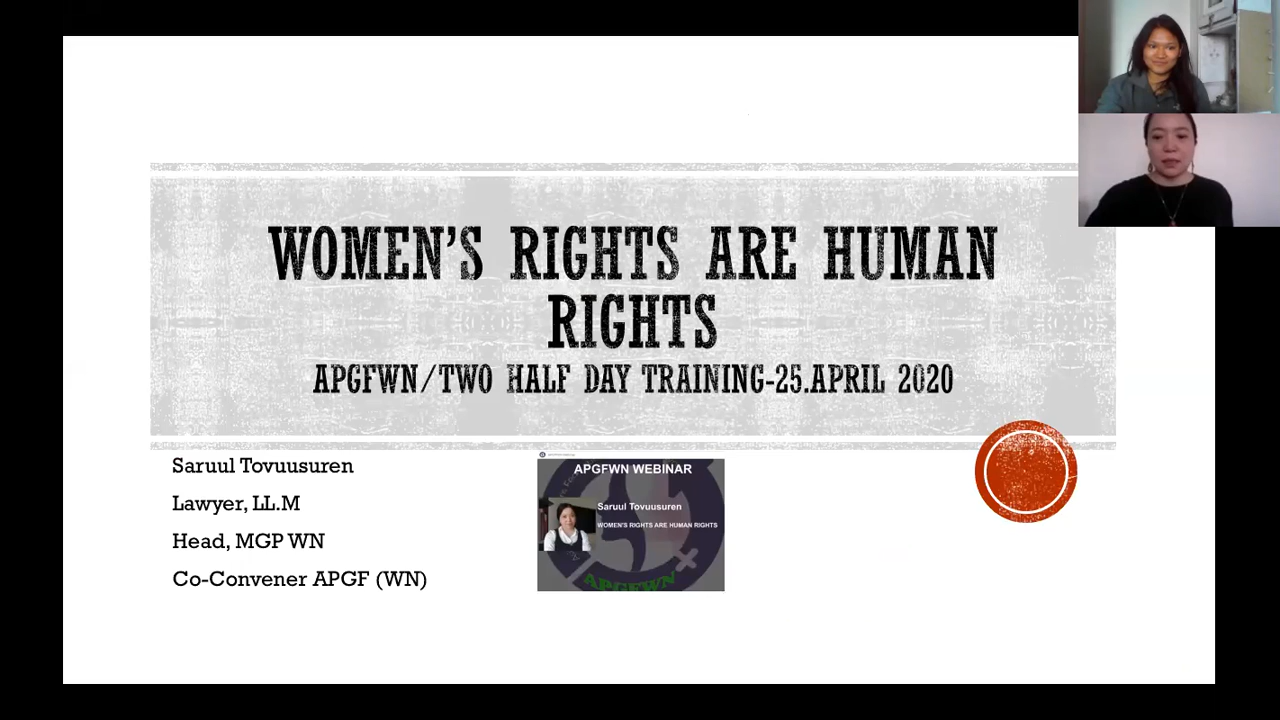 WOMEN'S RIGHTS ARE HUMAN
RIGHTS
APGFWN/TWO HALF DAY TRAINING-25.APRIL 2020
Saruul Tovuusuren
Lawyer, LL.M
Head, MGP WN
Co-Convener APGF (WN)
APGFWN WEBINAR
Saruul Tovuusuren
WOMEN'S RIGHTS ARE HUMAN RIGHTS
APGFWN